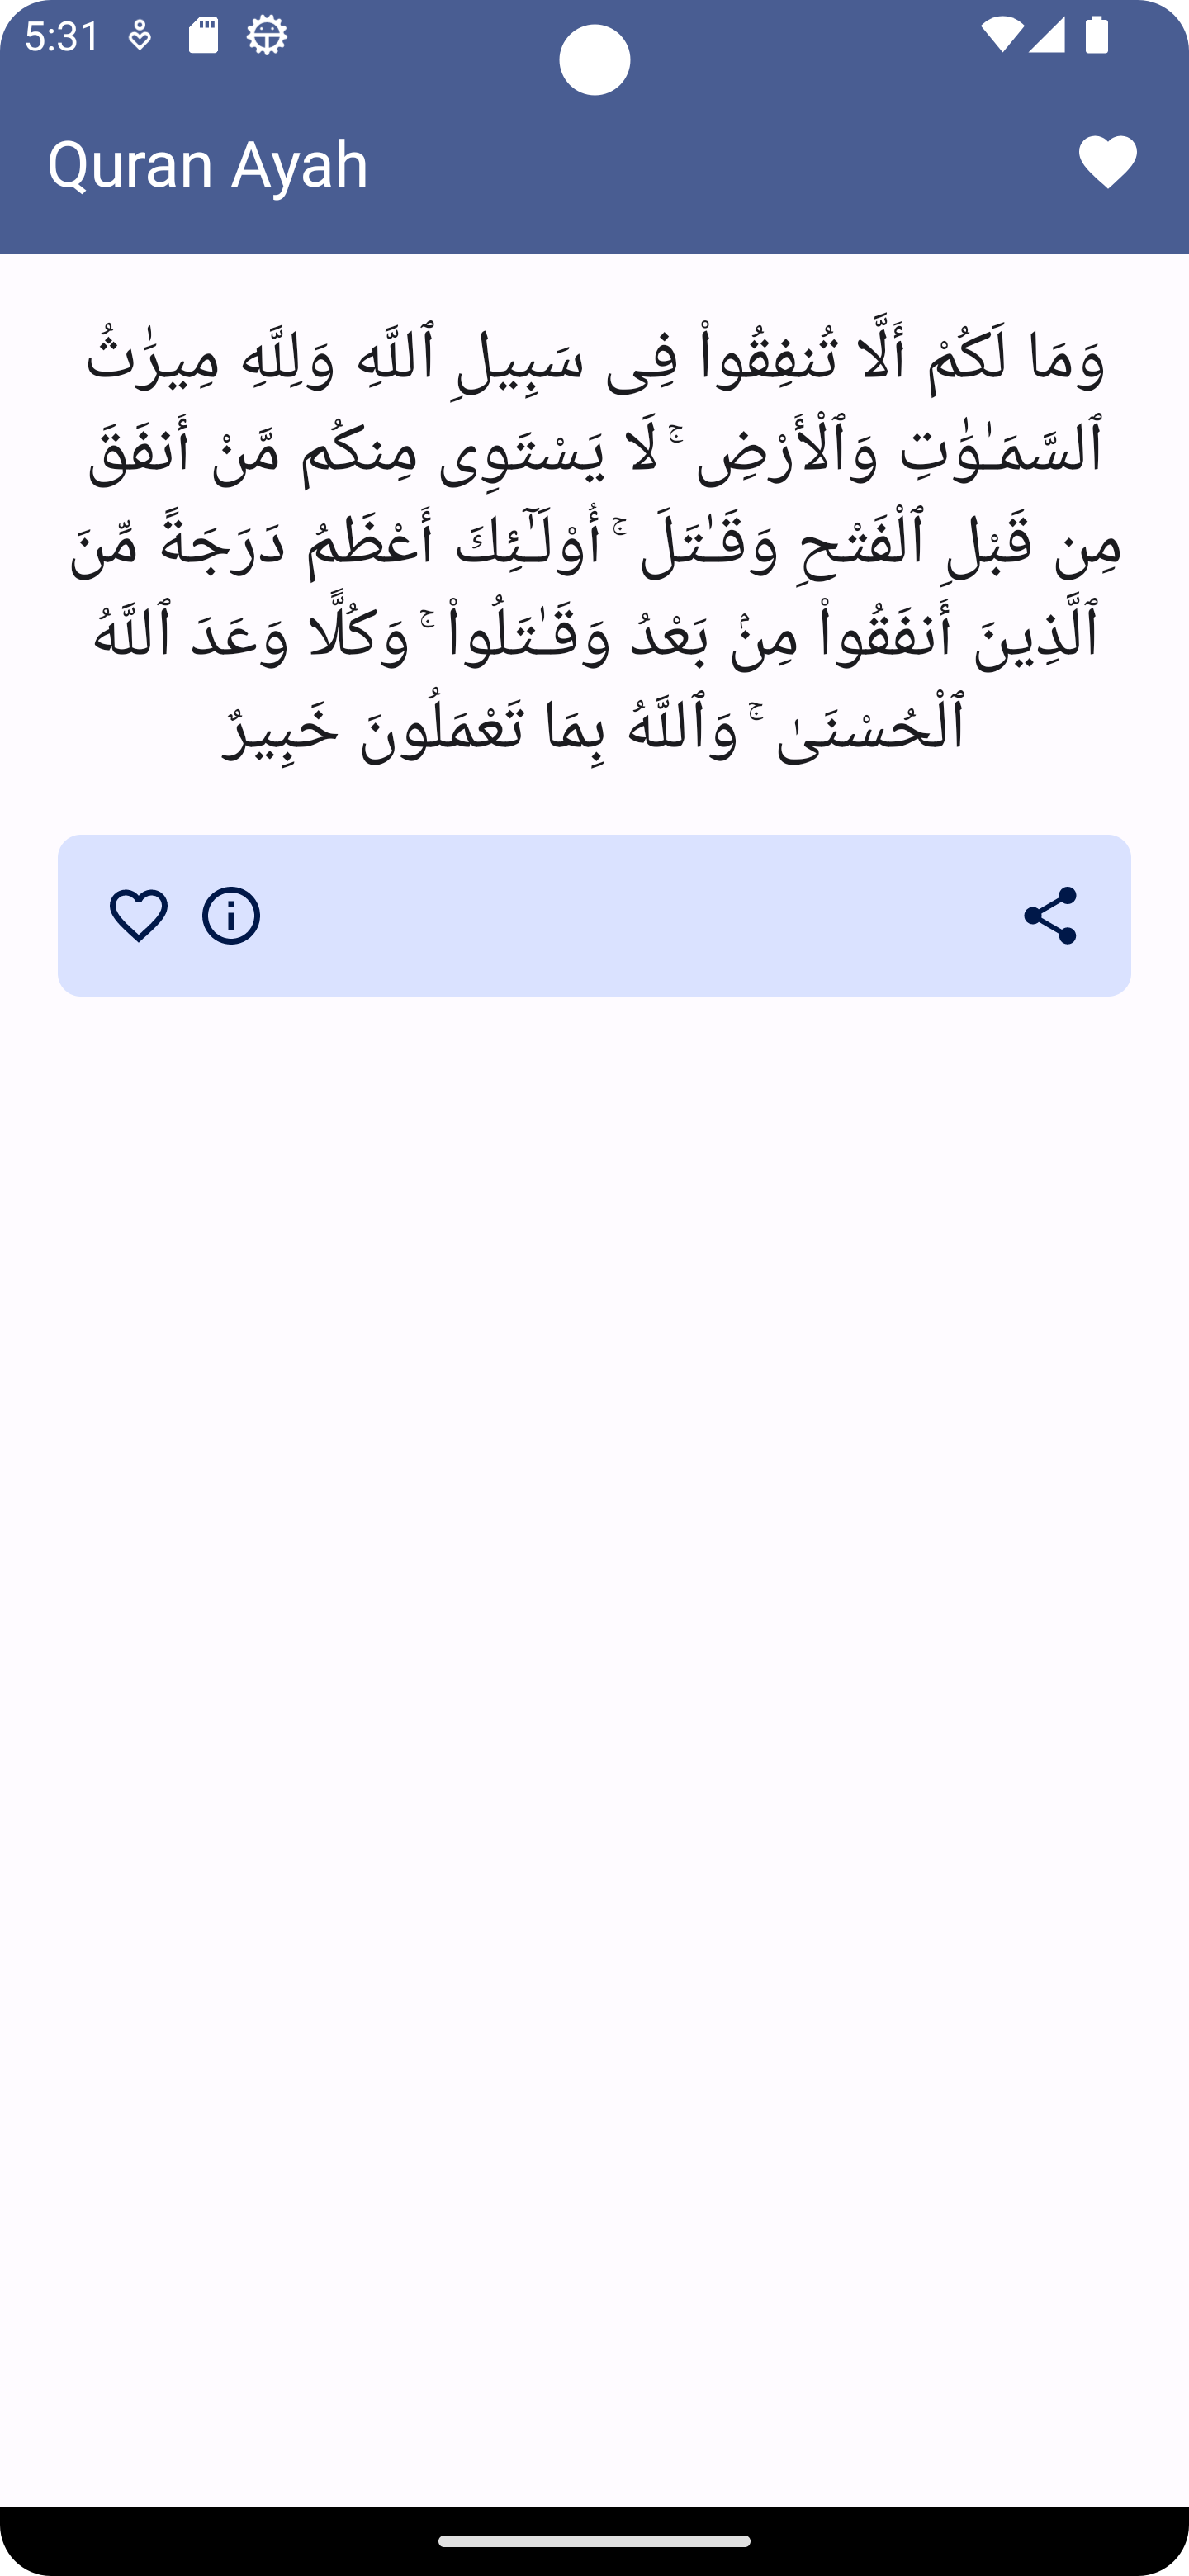 5:31
Quran Ayah
وَمَا لَكُمْ أَلَّا تُنفِقُوا۟ فِى سَبِيلِ ٱللَّهِ وَلِلَّهِ مِيرَٰثُ
ٱلسَّمَـٰوَٰتِ وَٱلْأَرْضِ ۚ لَا يَسْتَوِى مِنكُم مَّنْ أَنفَقَ
مِن قَبْلِ ٱلْفَتْحِ وَقَـٰتَلَ ۚ أُو۟لَـٰٓئِكَ أَعْظَمُ دَرَجَةً مِّنَ
ٱلَّذِينَ أَنفَقُوا۟ مِنۢ بَعْدُ وَقَـٰتَلُوا۟ ۚ وَكُلًّا وَعَدَ ٱللَّهُ
ٱلْحُسْنَىٰ ۚ وَٱللَّهُ بِمَا تَعْمَلُونَ خَبِيرٌ